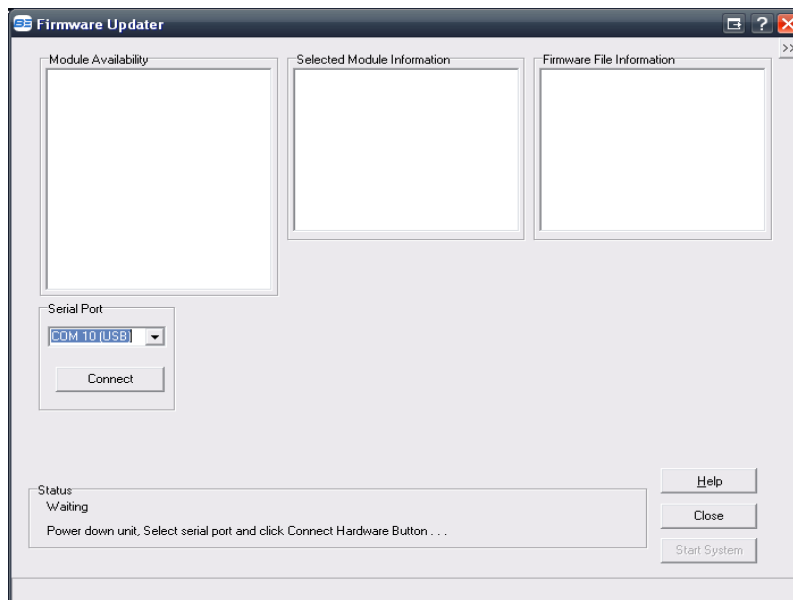 Firmware Updater
>>
Module Availability
Selected Module Information
Firmware File Information
Serial Port
COM 10 (USB)
Connect
Status
Waiting
Power down unit, Select serial port and click Connect Hardware Button . . .
Help
Close
Start System